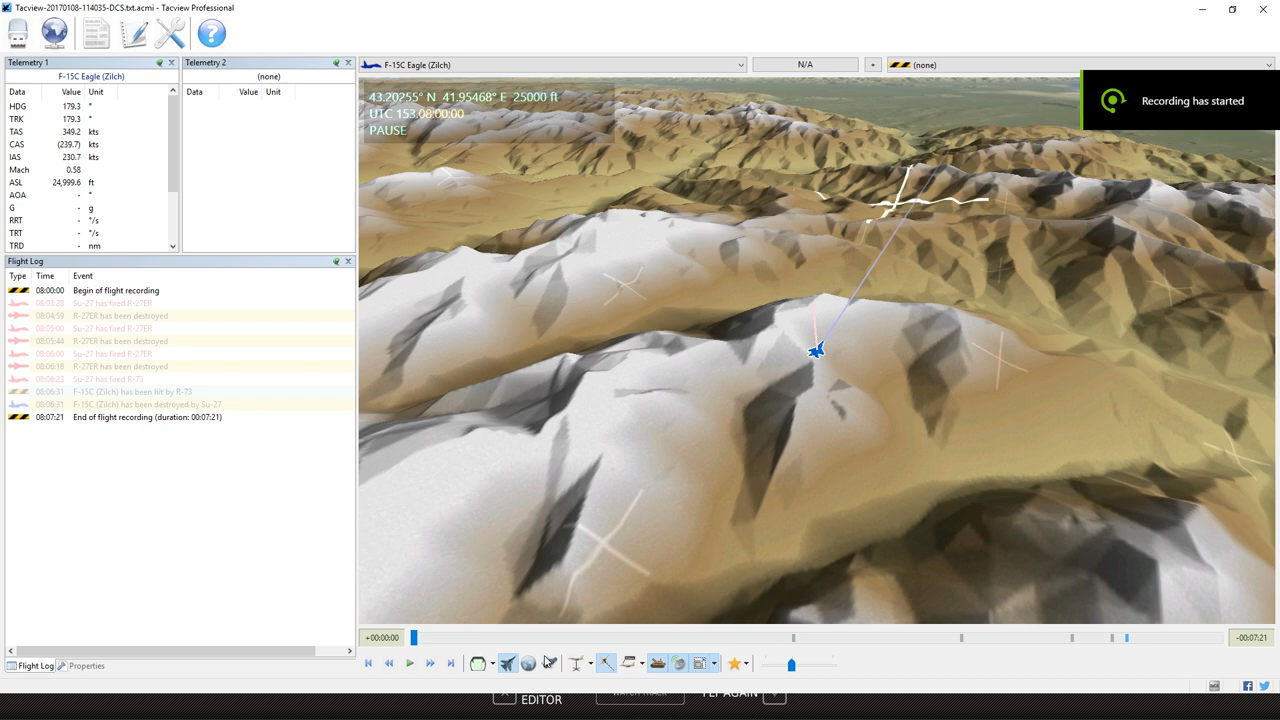 Tacview-20170108-114035-DCS.txt.acmi - Tacview Professional
Telemetry 1
Telemetry 2
F-15C Eagle (Zilch)
(none)
Data Value Unit
Data Value Unit
HDG 179.3 °
TRK 179.3 °
TAS 349.2 kts
CAS (239.7) kts
IAS 230.7 kts
Mach 0.58
ASL 24,999.6 ft
AOA - °
G - g
RRT - °/s
TRT - °/s
TRD - nm
F-15C Eagle (Zilch)
N/A
+
(none)
43.20255° N 41.95468° E 25000 ft
UTC 153.08:00:00
PAUSE
Recording has started
Flight Log
Type Time Event
08:00:00 Begin of flight recording
08:03:28 Su-27 has fired R-27ER
08:04:59 R-27ER has been destroyed
08:05:00 Su-27 has fired R-27ER
08:05:44 R-27ER has been destroyed
08:06:00 Su-27 has fired R-27ER
08:06:18 R-27ER has been destroyed
08:06:23 Su-27 has fired R-73
08:06:31 F-15C (Zilch) has been hit by R-73
08:06:31 F-15C (Zilch) has been destroyed by Su-27
08:07:21 End of flight recording (duration: 00:07:21)
+00:00:00
-00:07:21
Flight Log
Properties
EDITOR
WATCH TRACK
FLY AGAIN